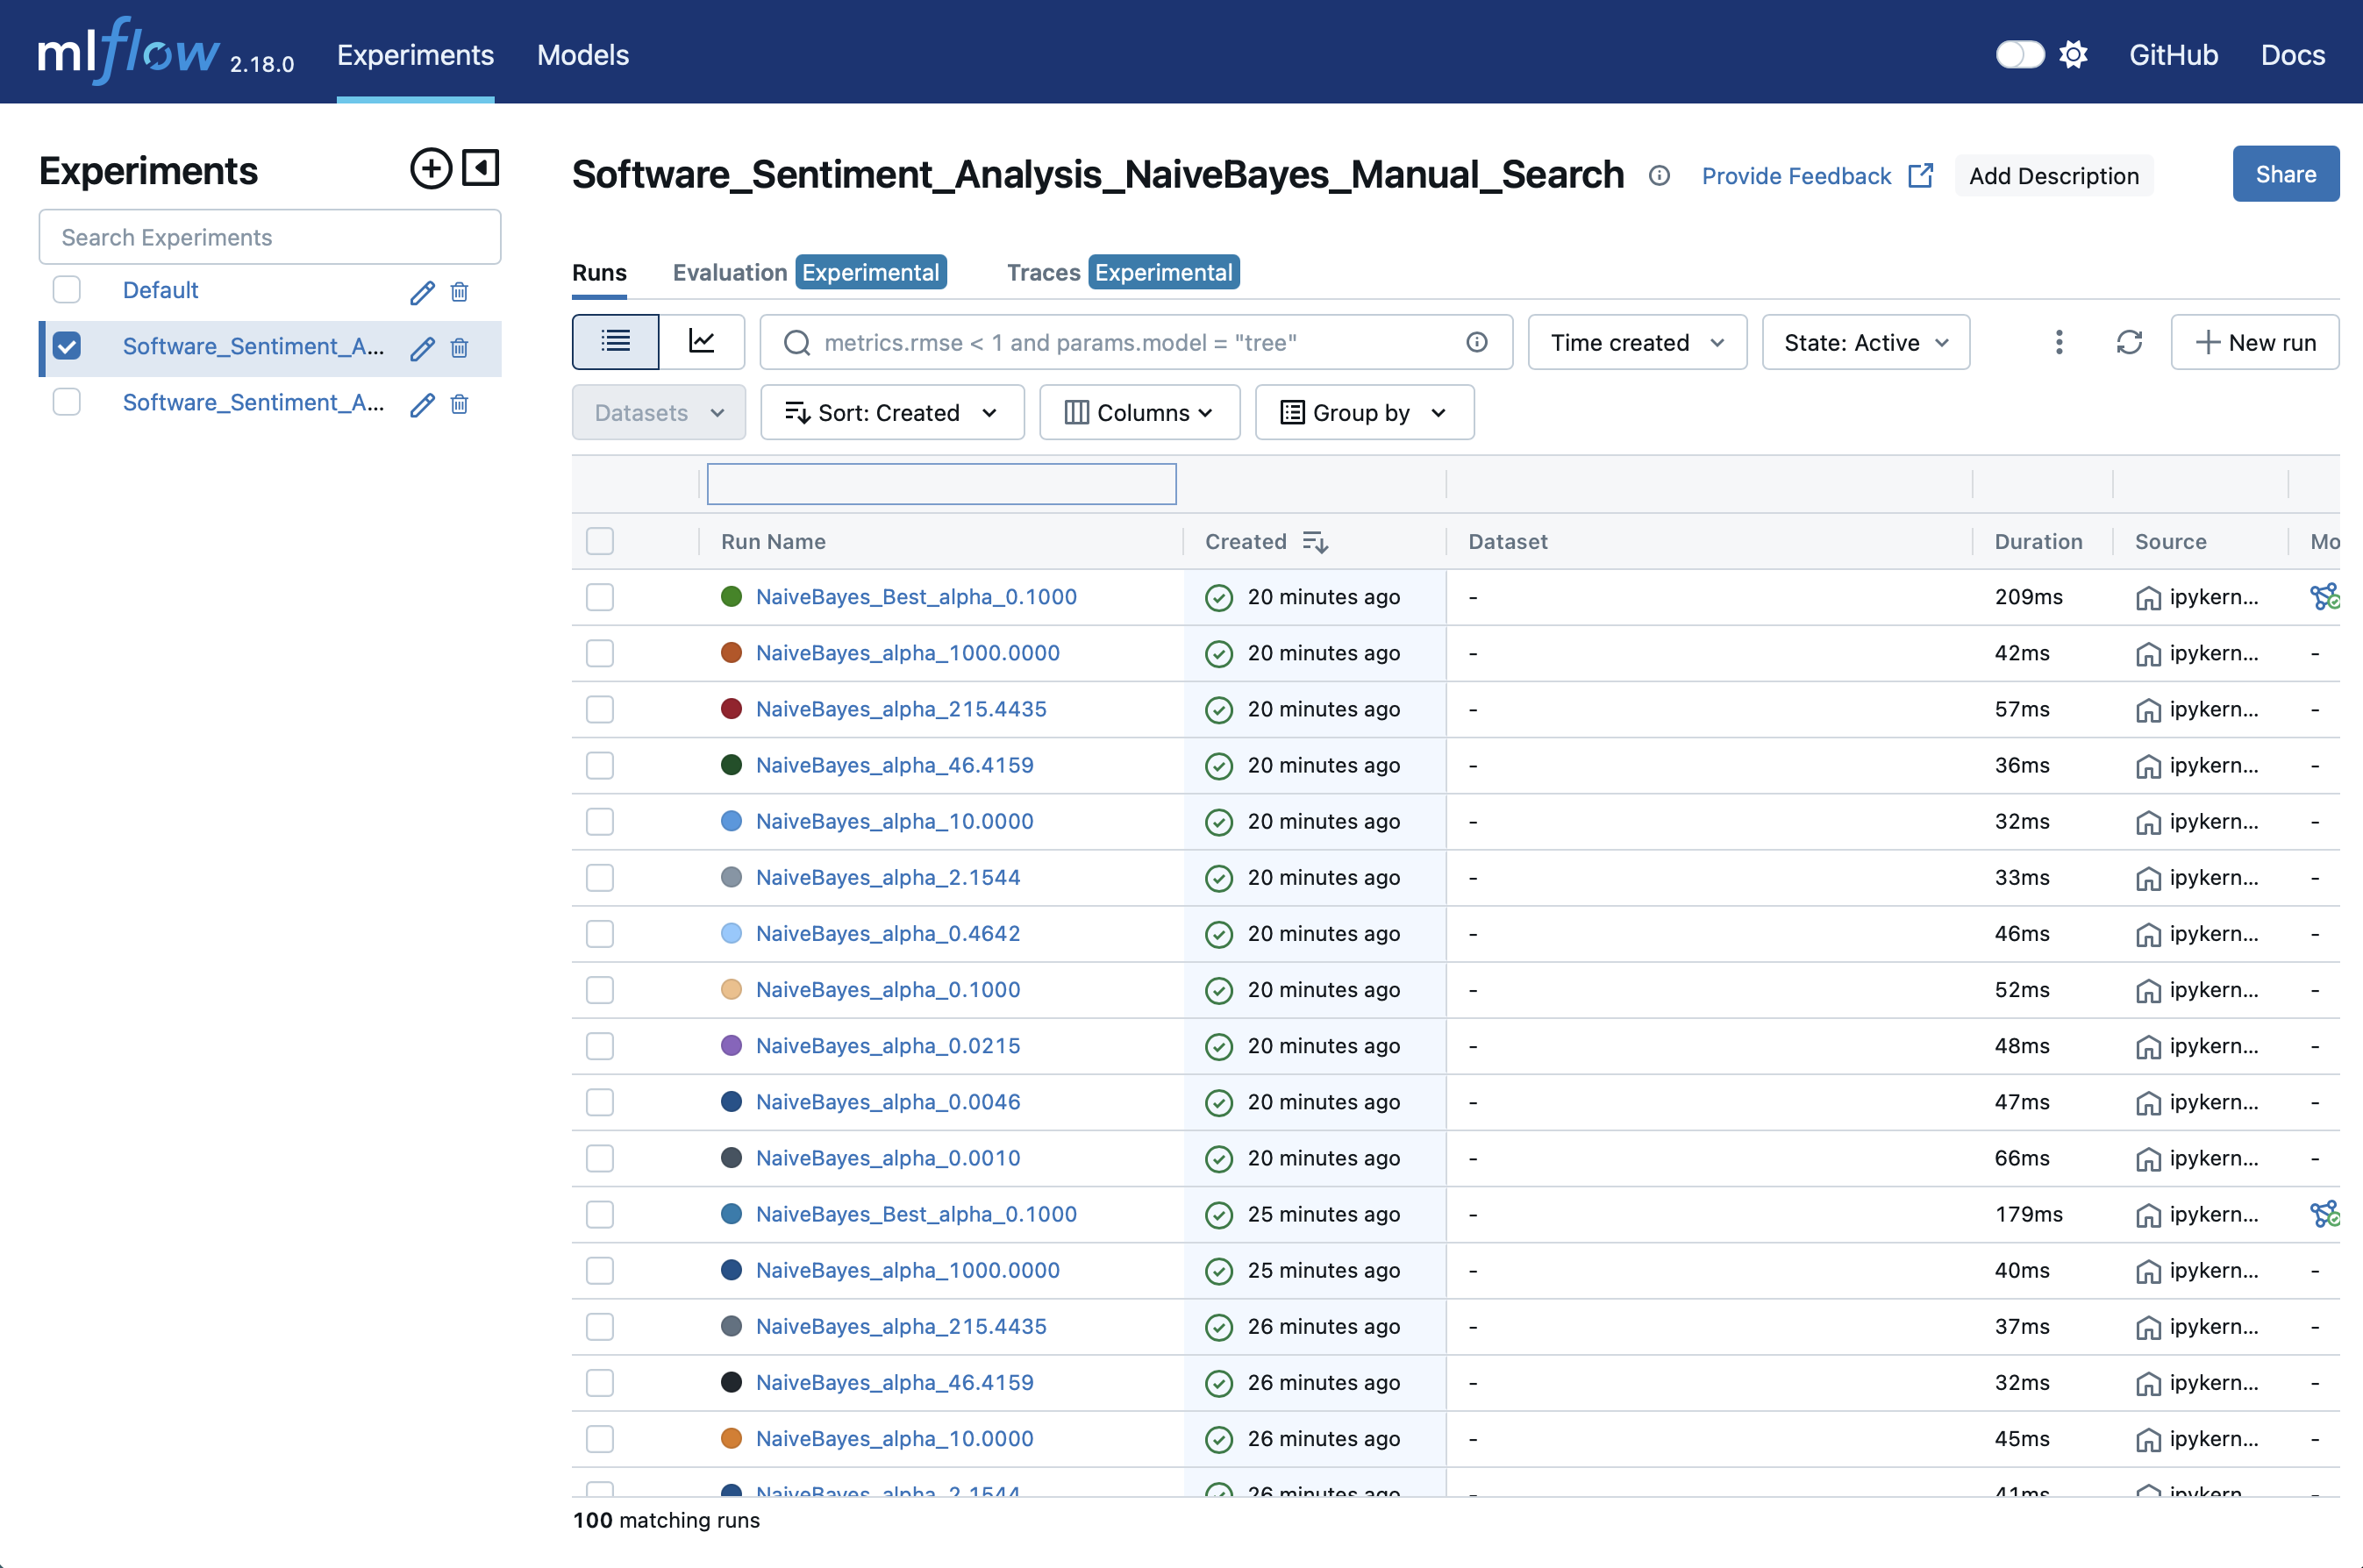 mlflow 2.18.0 Experiments Models GitHub Docs
Experiments
Search Experiments
Default
Software_Sentiment_A...
Software_Sentiment_A...
Software_Sentiment_Analysis_NaiveBayes_Manual_Search Provide Feedback Add Description Share
Runs Evaluation Experimental Traces Experimental
metrics.rmse < 1 and params.model = "tree" Time created State: Active New run
Datasets Sort: Created Columns Group by
Run Name Created Dataset Duration Source Mo
NaiveBayes_Best_alpha_0.1000 20 minutes ago - 209ms ipykern...
NaiveBayes_alpha_1000.0000 20 minutes ago - 42ms ipykern... -
NaiveBayes_alpha_215.4435 20 minutes ago - 57ms ipykern... -
NaiveBayes_alpha_46.4159 20 minutes ago - 36ms ipykern... -
NaiveBayes_alpha_10.0000 20 minutes ago - 32ms ipykern... -
NaiveBayes_alpha_2.1544 20 minutes ago - 33ms ipykern... -
NaiveBayes_alpha_0.4642 20 minutes ago - 46ms ipykern... -
NaiveBayes_alpha_0.1000 20 minutes ago - 52ms ipykern... -
NaiveBayes_alpha_0.0215 20 minutes ago - 48ms ipykern... -
NaiveBayes_alpha_0.0046 20 minutes ago - 47ms ipykern... -
NaiveBayes_alpha_0.0010 20 minutes ago - 66ms ipykern... -
NaiveBayes_Best_alpha_0.1000 25 minutes ago - 179ms ipykern...
NaiveBayes_alpha_1000.0000 25 minutes ago - 40ms ipykern... -
NaiveBayes_alpha_215.4435 26 minutes ago - 37ms ipykern... -
NaiveBayes_alpha_46.4159 26 minutes ago - 32ms ipykern... -
NaiveBayes_alpha_10.0000 26 minutes ago - 45ms ipykern... -
NaiveBayes_alpha_2.1544 26 minutes ago - 41ms ipykern... -
100 matching runs